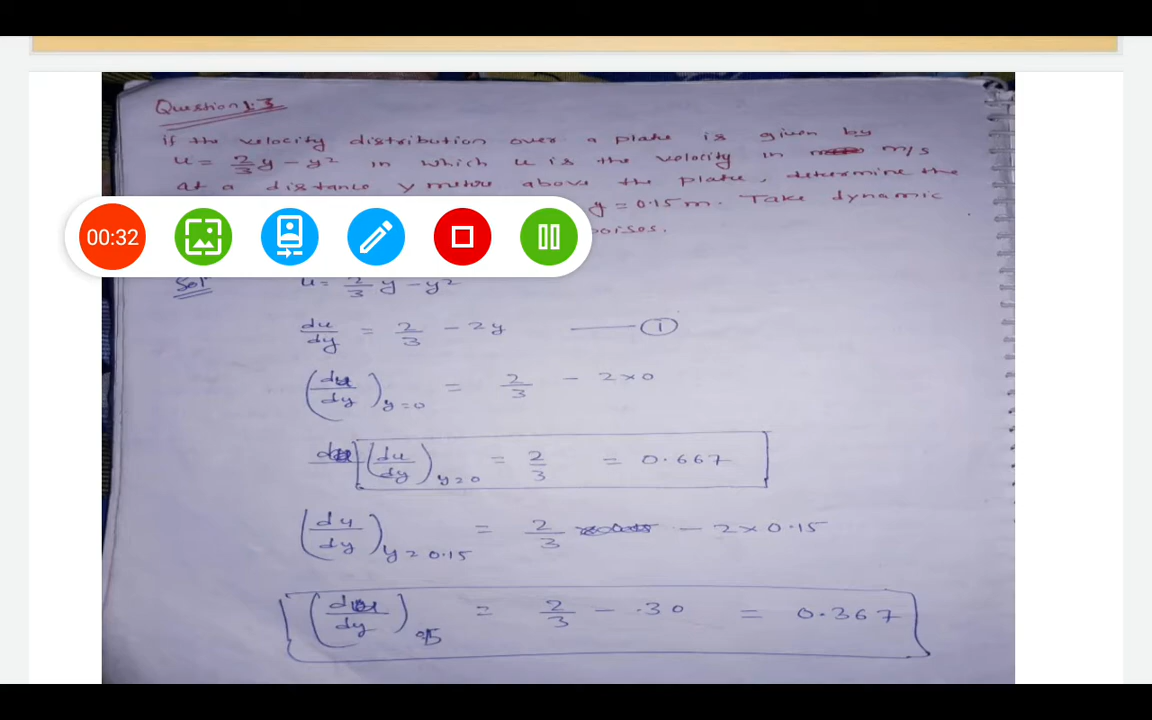 Question 1.3
if the velocity distribution over a plate is given by
u = 2/3 y - y² in which u is the velocity in m/s
at a distance y metre above the plate, determine the
y = 0.15 m. Take dynamic
poises.
00:32
Sol
u = 2/3 y - y²
du/dy = 2/3 - 2y ①
(du/dy) y=0 = 2/3 - 2×0
(du/dy) y=0 = 2/3 = 0.667
(du/dy) y=0.15 = 2/3 - 2×0.15
(du/dy) = 2/3 - .30 = 0.367